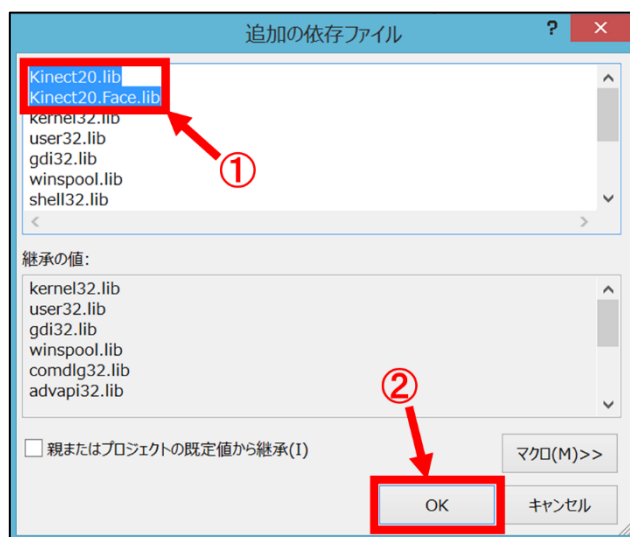 追加の依存ファイル
?
×
Kinect20.lib
Kinect20.Face.lib
kernel32.lib
user32.lib
gdi32.lib
winspool.lib
shell32.lib
①
継承の値:
kernel32.lib
user32.lib
gdi32.lib
winspool.lib
comdlg32.lib
advapi32.lib
②
親またはプロジェクトの既定値から継承(I)
マクロ(M)>>
OK
キャンセル